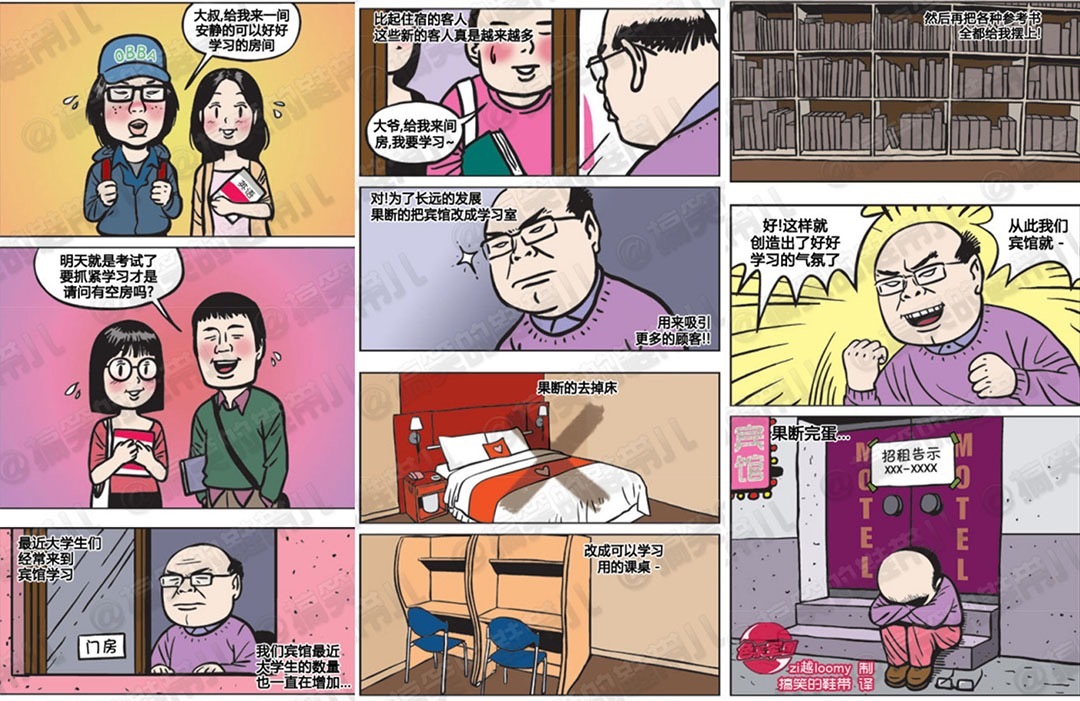 大叔,给我来一间
安静的可以好好
学习的房间
OBBA
英语
明天就是考试了
要抓紧学习才是
请问有空房吗?
最近大学生们
经常来到
宾馆学习
门房
我们宾馆最近
大学生的数量
也一直在增加...
比起住宿的客人
这些新的客人真是越来越多
大爷,给我来间
房,我要学习~
对!为了长远的发展
果断的把宾馆改成学习室
用来吸引
更多的顾客!!
果断的去掉床
改成可以学习
用的课桌 -
然后再把各种参考书
全都给我摆上!
好!这样就
创造出了好好
学习的气氛了
从此我们
宾馆就 -
果断完蛋...
宾馆
招租告示
XXX-XXXX
MOTEL
MOTEL
zi越loomy 制
搞笑的鞋带 译
@搞笑的鞋带儿